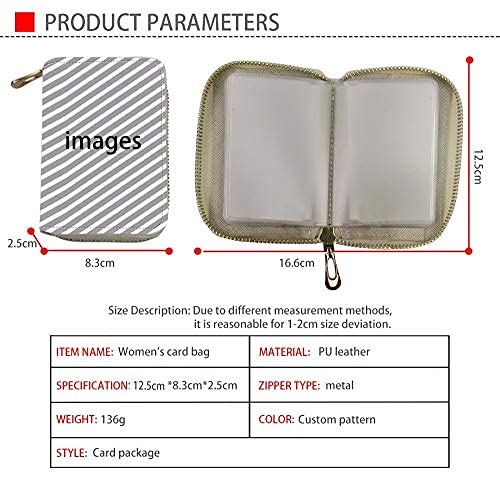 PRODUCT PARAMETERS
images
2.5cm
8.3cm
16.6cm
12.5cm
Size Description: Due to different measurement methods,
it is reasonable for 1-2cm size deviation.
ITEM NAME: Women's card bag
MATERIAL: PU leather
SPECIFICATION: 12.5cm *8.3cm*2.5cm
ZIPPER TYPE: metal
WEIGHT: 136g
COLOR: Custom pattern
STYLE: Card package